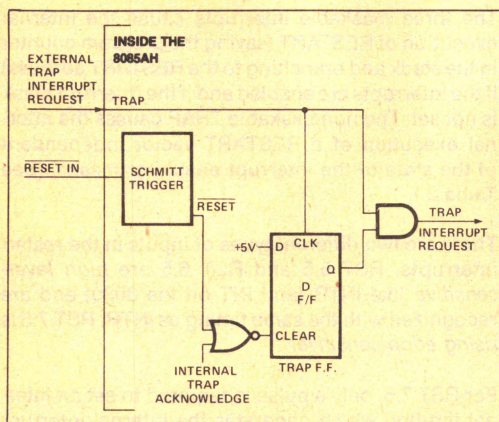 INSIDE THE
8085AH
EXTERNAL
TRAP
INTERRUPT
REQUEST
TRAP
RESET IN
SCHMITT
TRIGGER
RESET
+5V
D
CLK
Q
D
F/F
CLEAR
TRAP F.F.
INTERNAL
TRAP
ACKNOWLEDGE
TRAP
INTERRUPT
REQUEST